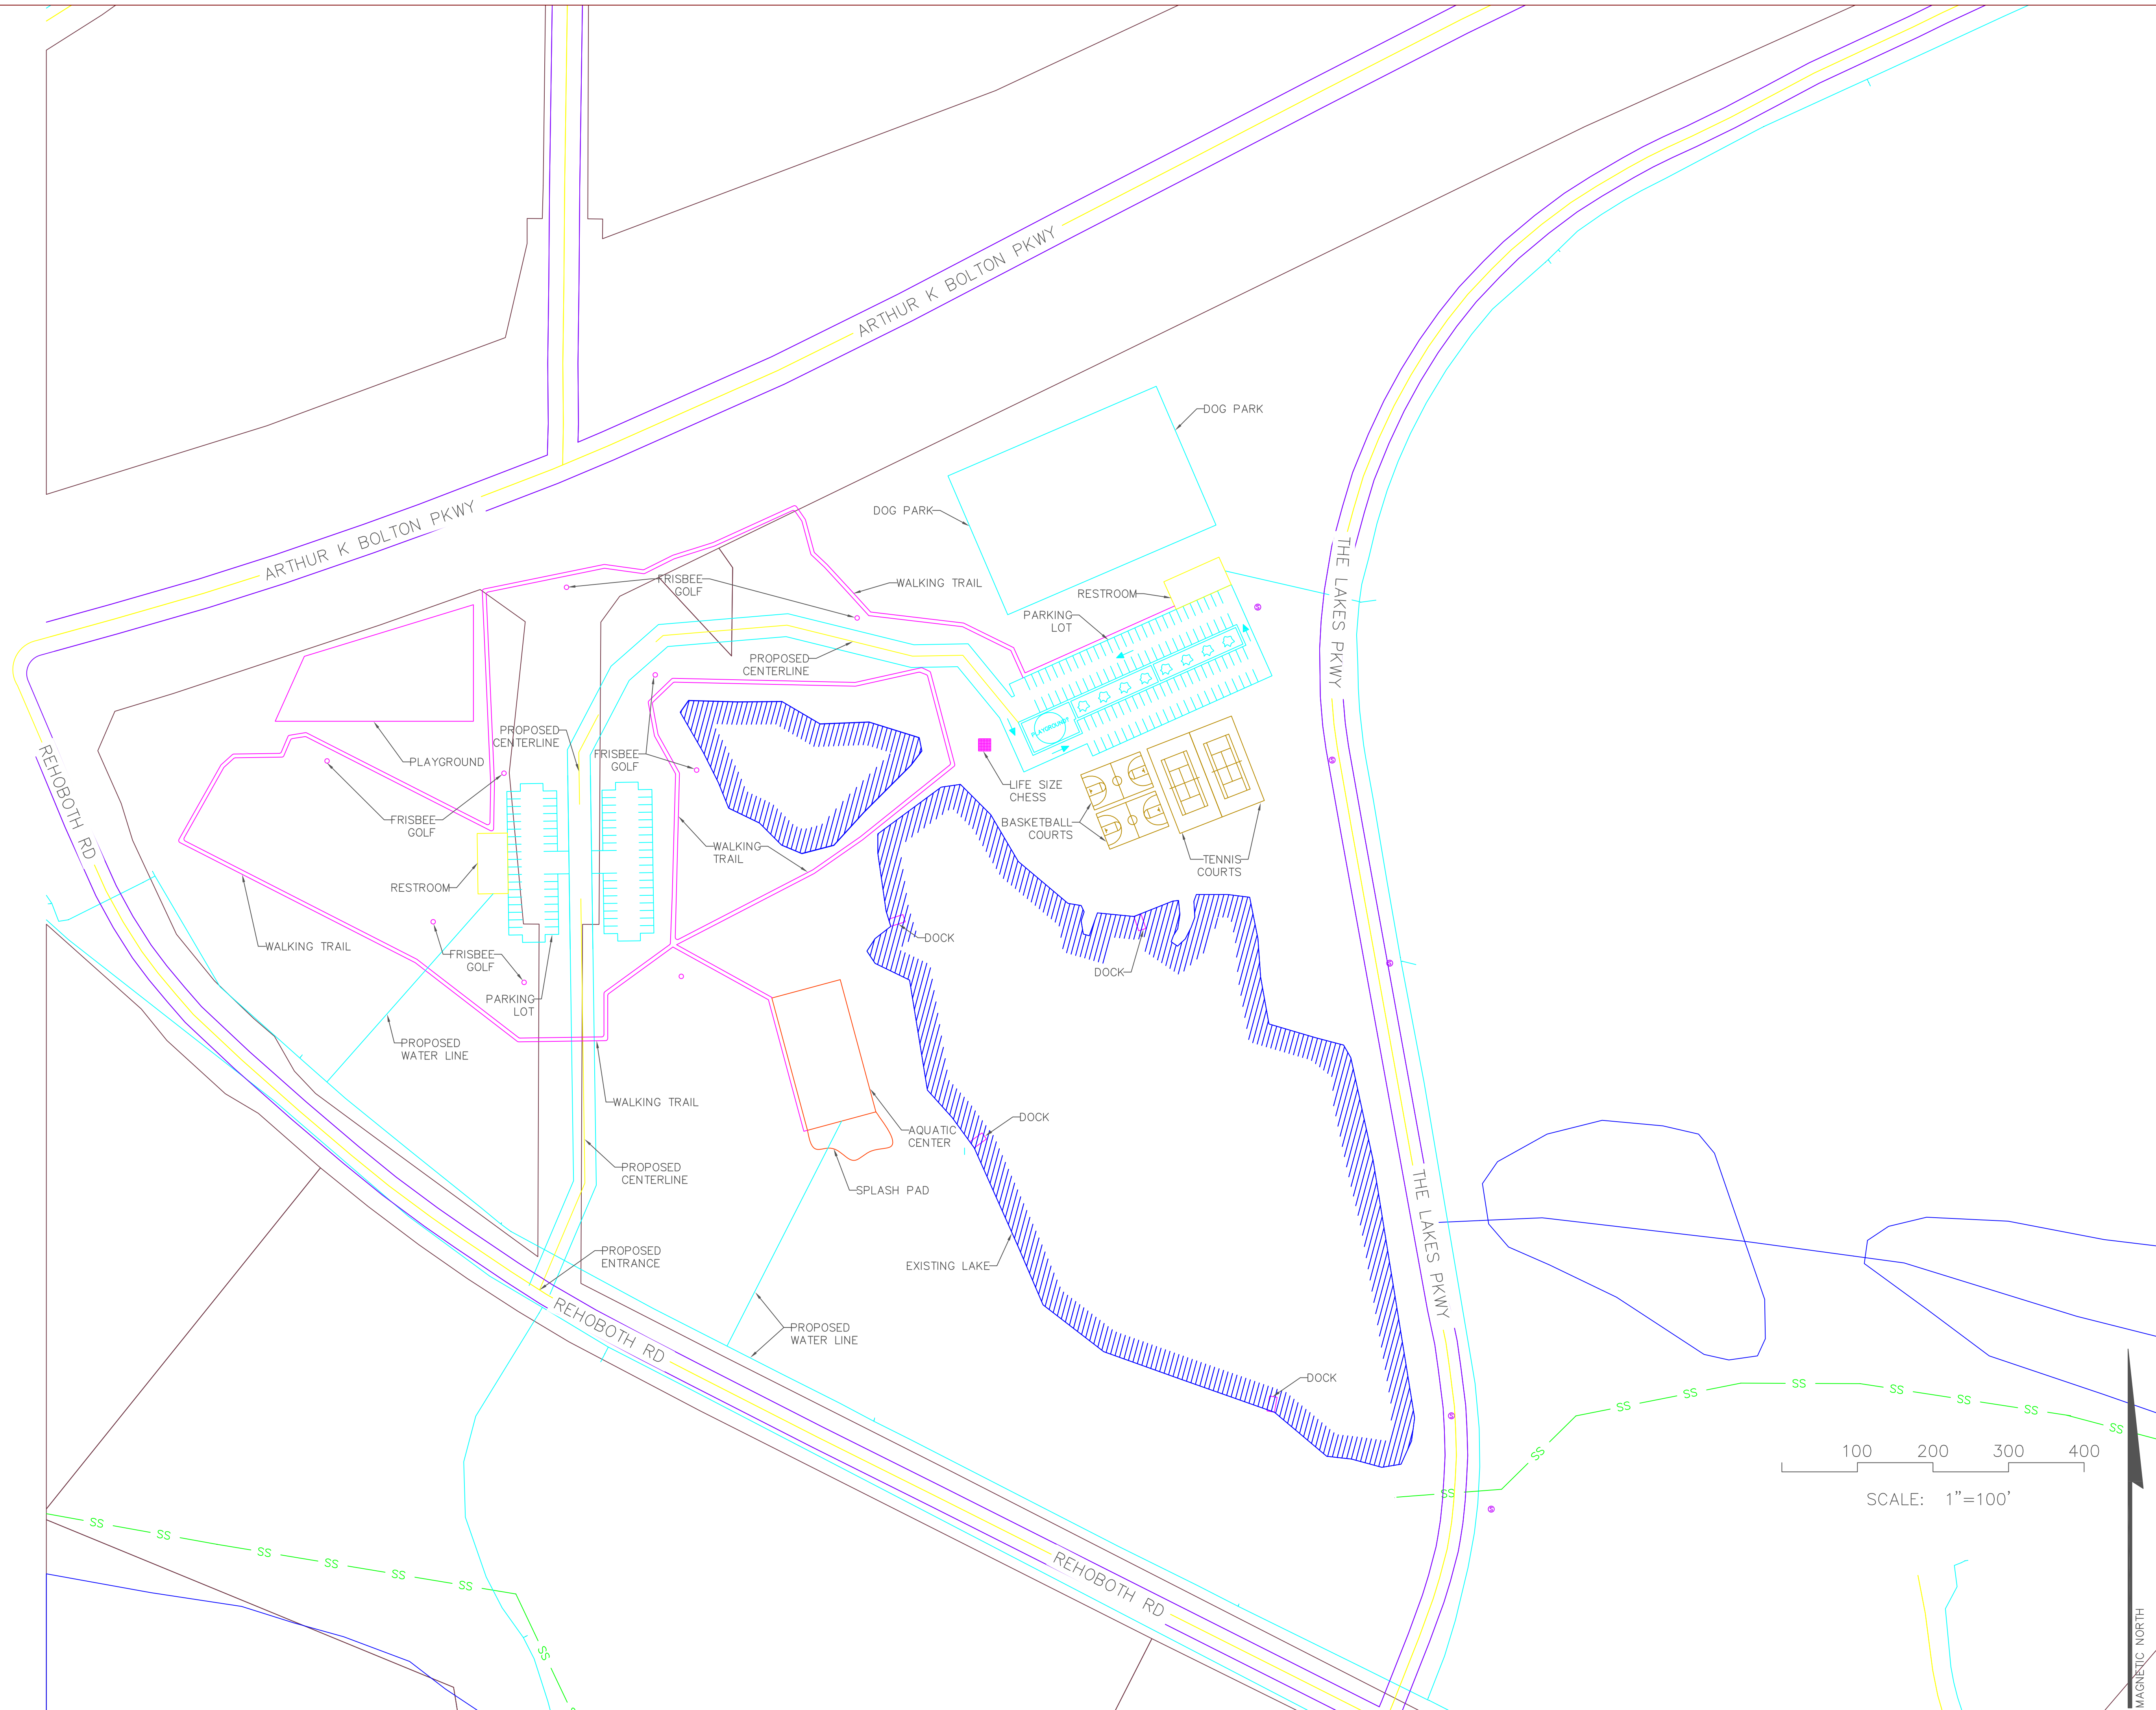 ARTHUR K BOLTON PKWY
ARTHUR K BOLTON PKWY
DOG PARK
DOG PARK
THE LAKES PKWY
FRISBEE
GOLF
WALKING TRAIL
RESTROOM
PARKING
LOT
PROPOSED
CENTERLINE
PLAYGROUND
PROPOSED
CENTERLINE
FRISBEE
GOLF
PLAYGROUND
REHOBOTH RD
LIFE SIZE
CHESS
FRISBEE
GOLF
BASKETBALL
COURTS
WALKING
TRAIL
TENNIS
COURTS
RESTROOM
WALKING TRAIL
DOCK
FRISBEE
GOLF
DOCK
PARKING
LOT
PROPOSED
WATER LINE
WALKING TRAIL
DOCK
AQUATIC
CENTER
PROPOSED
CENTERLINE
SPLASH PAD
THE LAKES PKWY
PROPOSED
ENTRANCE
EXISTING LAKE
REHOBOTH RD
PROPOSED
WATER LINE
DOCK
SS
SS
SS
SS
SS
SS
SS
SS
SS
SS
100 200 300 400
SCALE: 1"=100'
SS
SS
SS
SS
SS
SS
SS
REHOBOTH RD
MAGNETIC NORTH